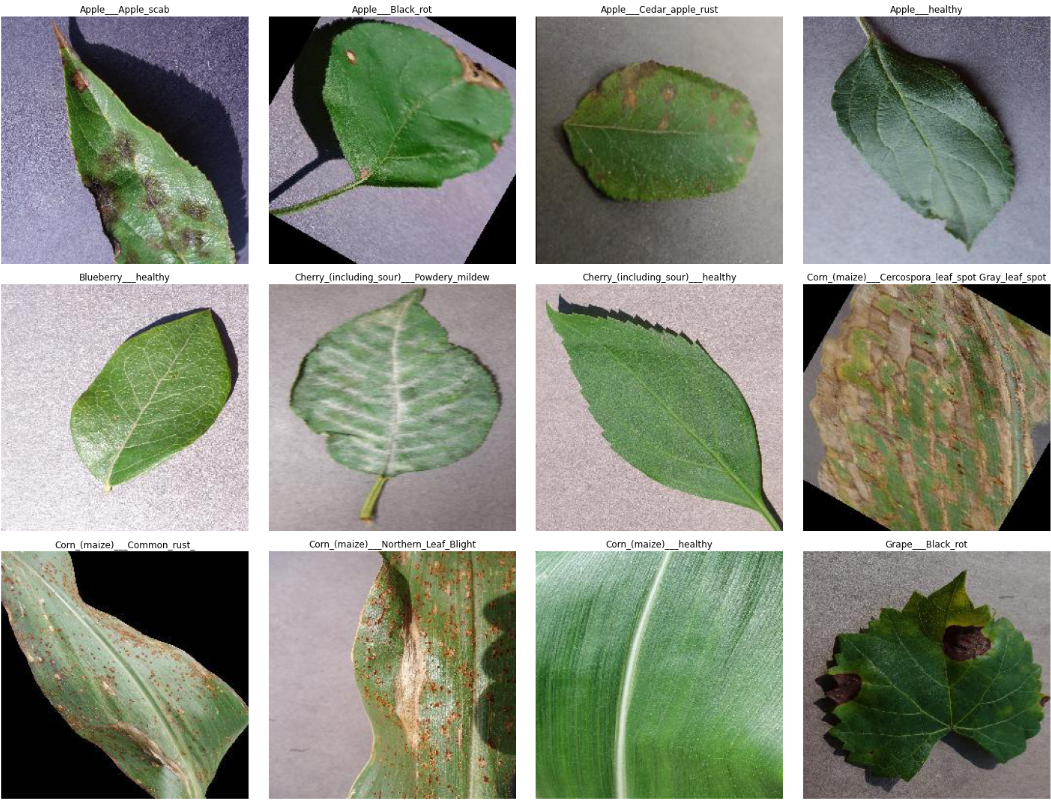 Apple___Apple_scab
Apple___Black_rot
Apple___Cedar_apple_rust
Apple___healthy
Blueberry___healthy
Cherry_(including_sour)___Powdery_mildew
Cherry_(including_sour)___healthy
Corn_(maize)___Cercospora_leaf_spot Gray_leaf_spot
Corn_(maize)___Common_rust_
Corn_(maize)___Northern_Leaf_Blight
Corn_(maize)___healthy
Grape___Black_rot